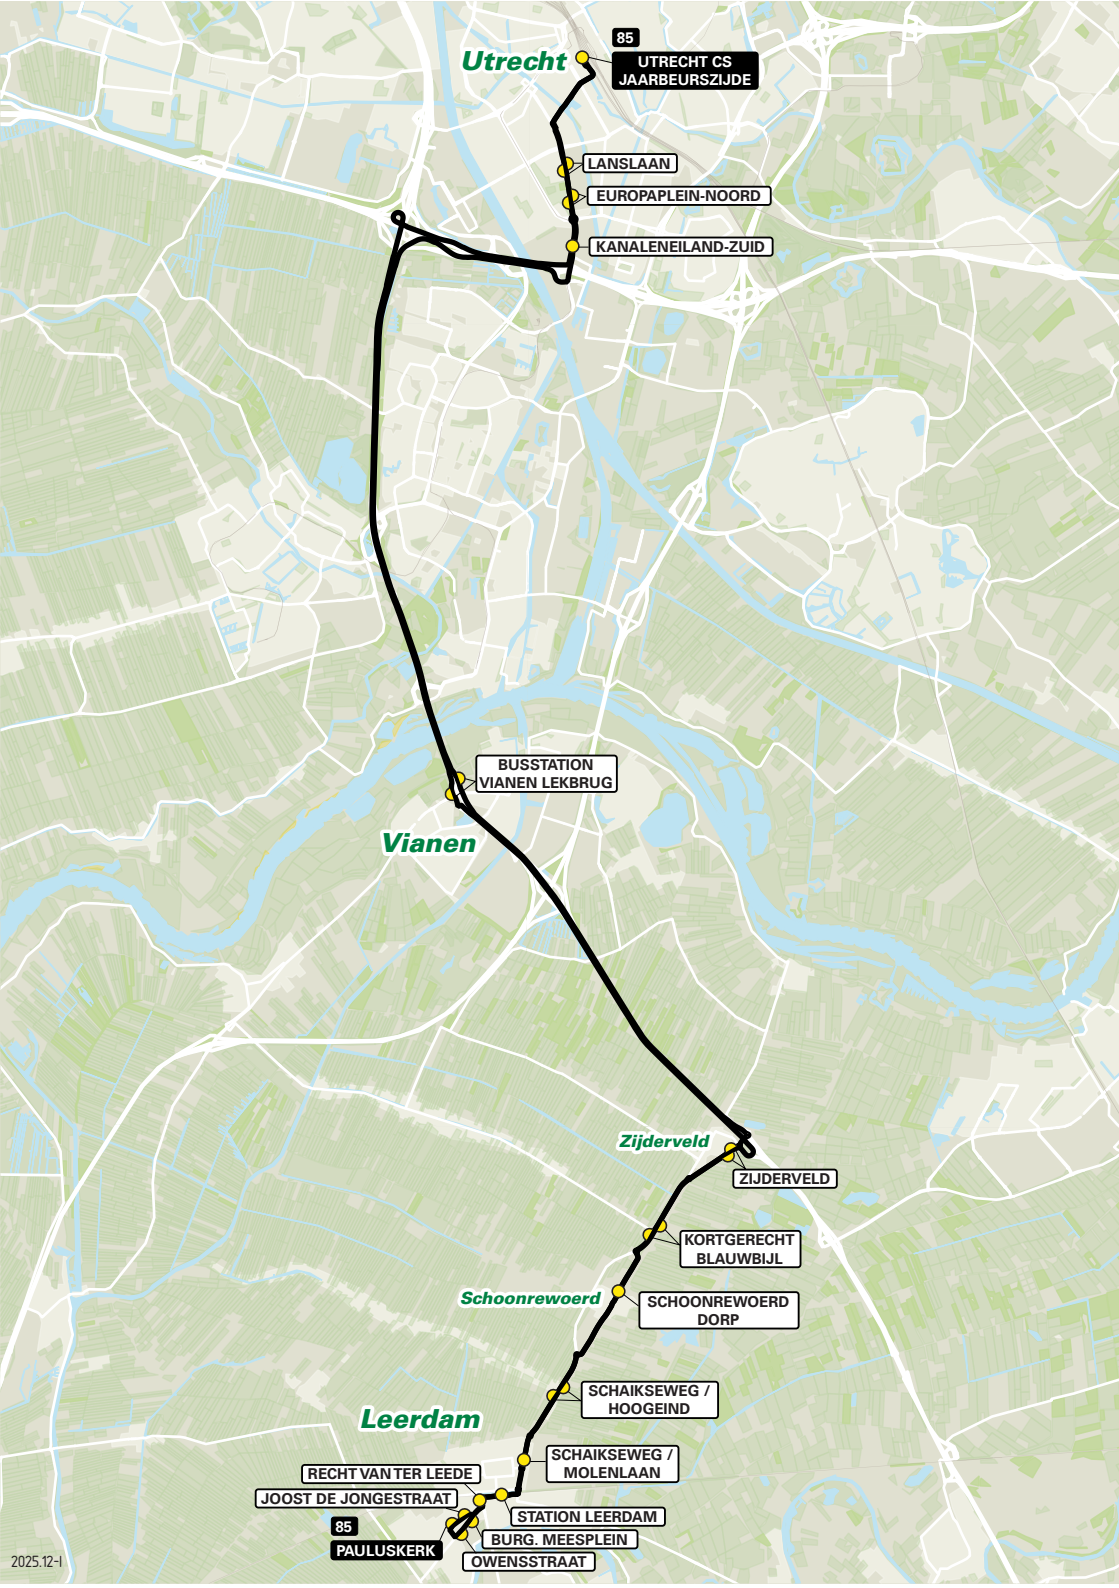 85
Utrecht
UTRECHT CS
JAARBEURSZIJDE
LANSLAAN
EUROPAPLEIN-NOORD
KANALENEILAND-ZUID
BUSSTATION
VIANEN LEKBRUG
Vianen
Zijderveld
ZIJDERVELD
KORTGERECHT
BLAUWBIJL
Schoonrewoerd
SCHOONREWOERD
DORP
SCHAIKSEWEG /
HOOGEIND
Leerdam
SCHAIKSEWEG /
MOLENLAAN
RECHT VAN TER LEEDE
JOOST DE JONGESTRAAT
STATION LEERDAM
85
BURG. MEESPLEIN
PAULUSKERK
OWENSSTRAAT
2025.12-I